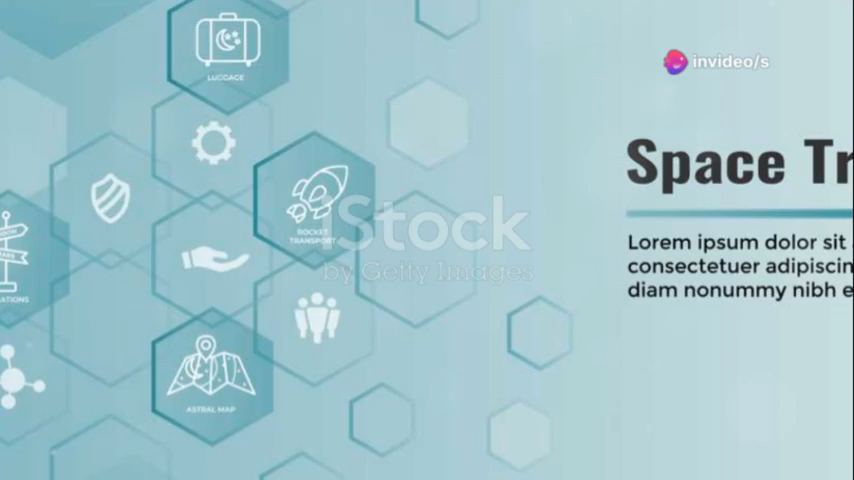 LUGGAGE
invideo/s
Space Tr
ROCKET
TRANSPORT
iStock
by Getty Images
Lorem ipsum dolor sit
consectetuer adipiscin
diam nonummy nibh e
ASTRAL MAP